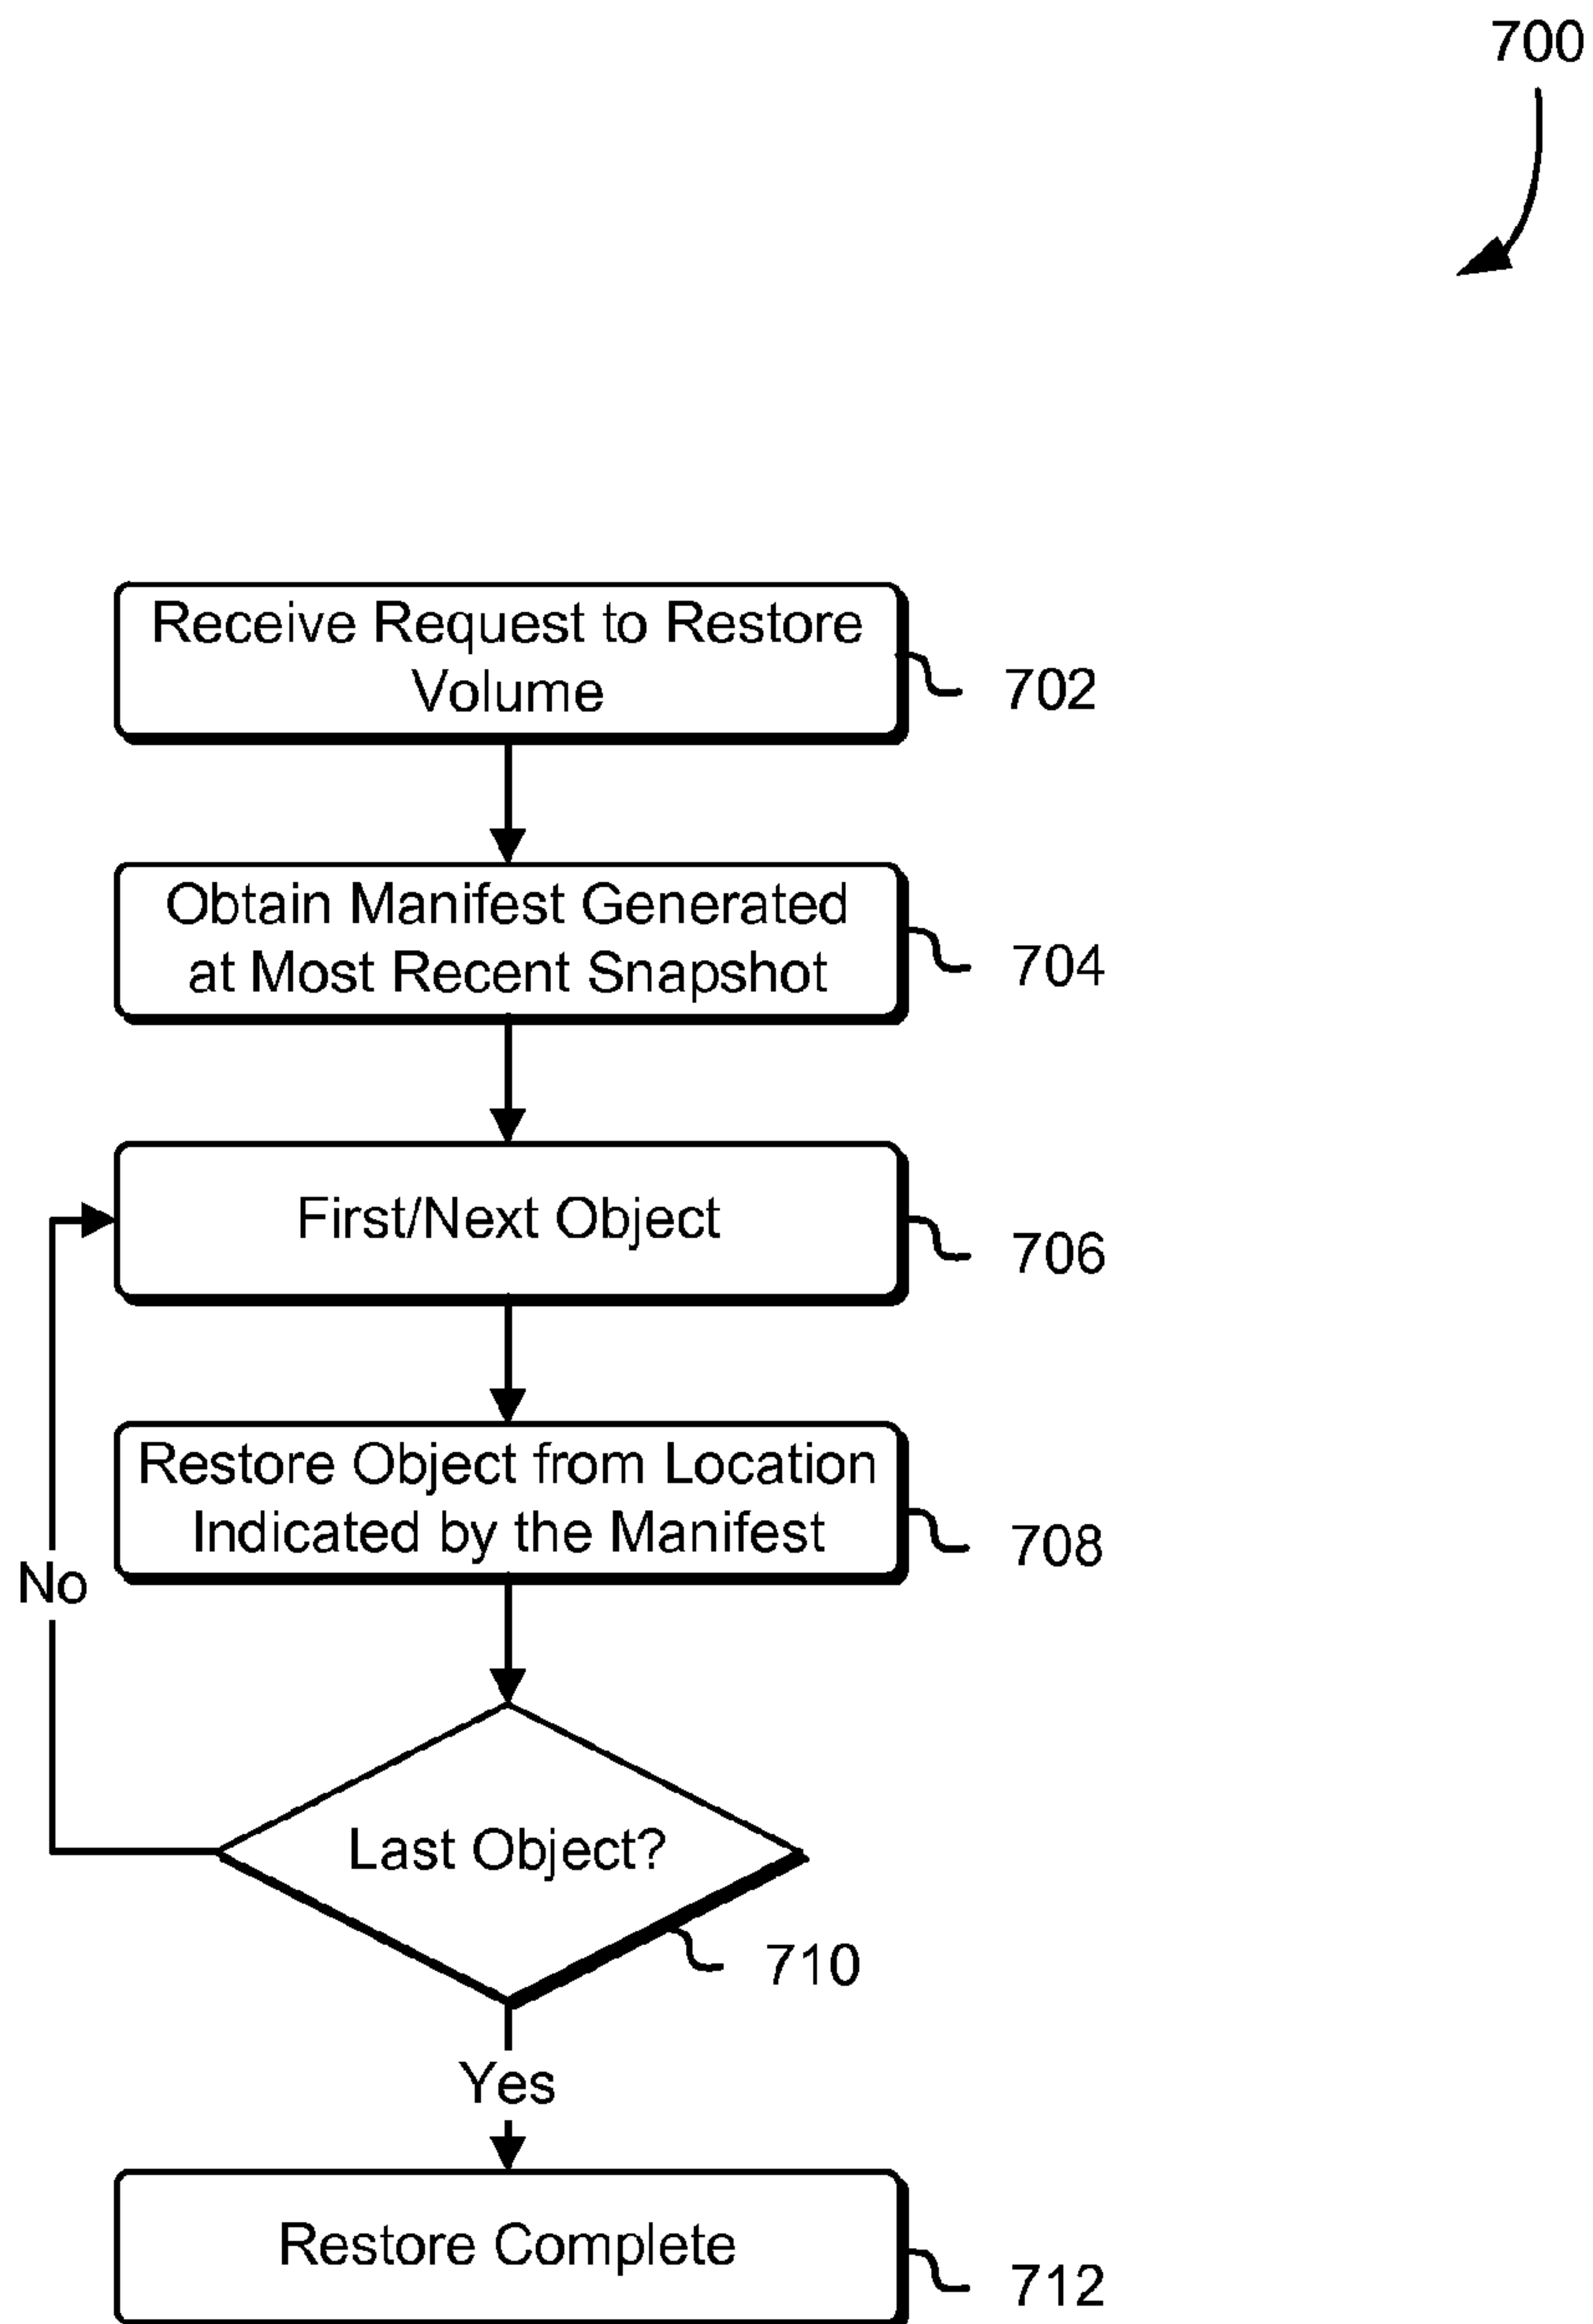 700
Receive Request to Restore
Volume
702
Obtain Manifest Generated
at Most Recent Snapshot
704
First/Next Object
706
Restore Object from Location
Indicated by the Manifest
708
No
Last Object?
710
Yes
Restore Complete
712